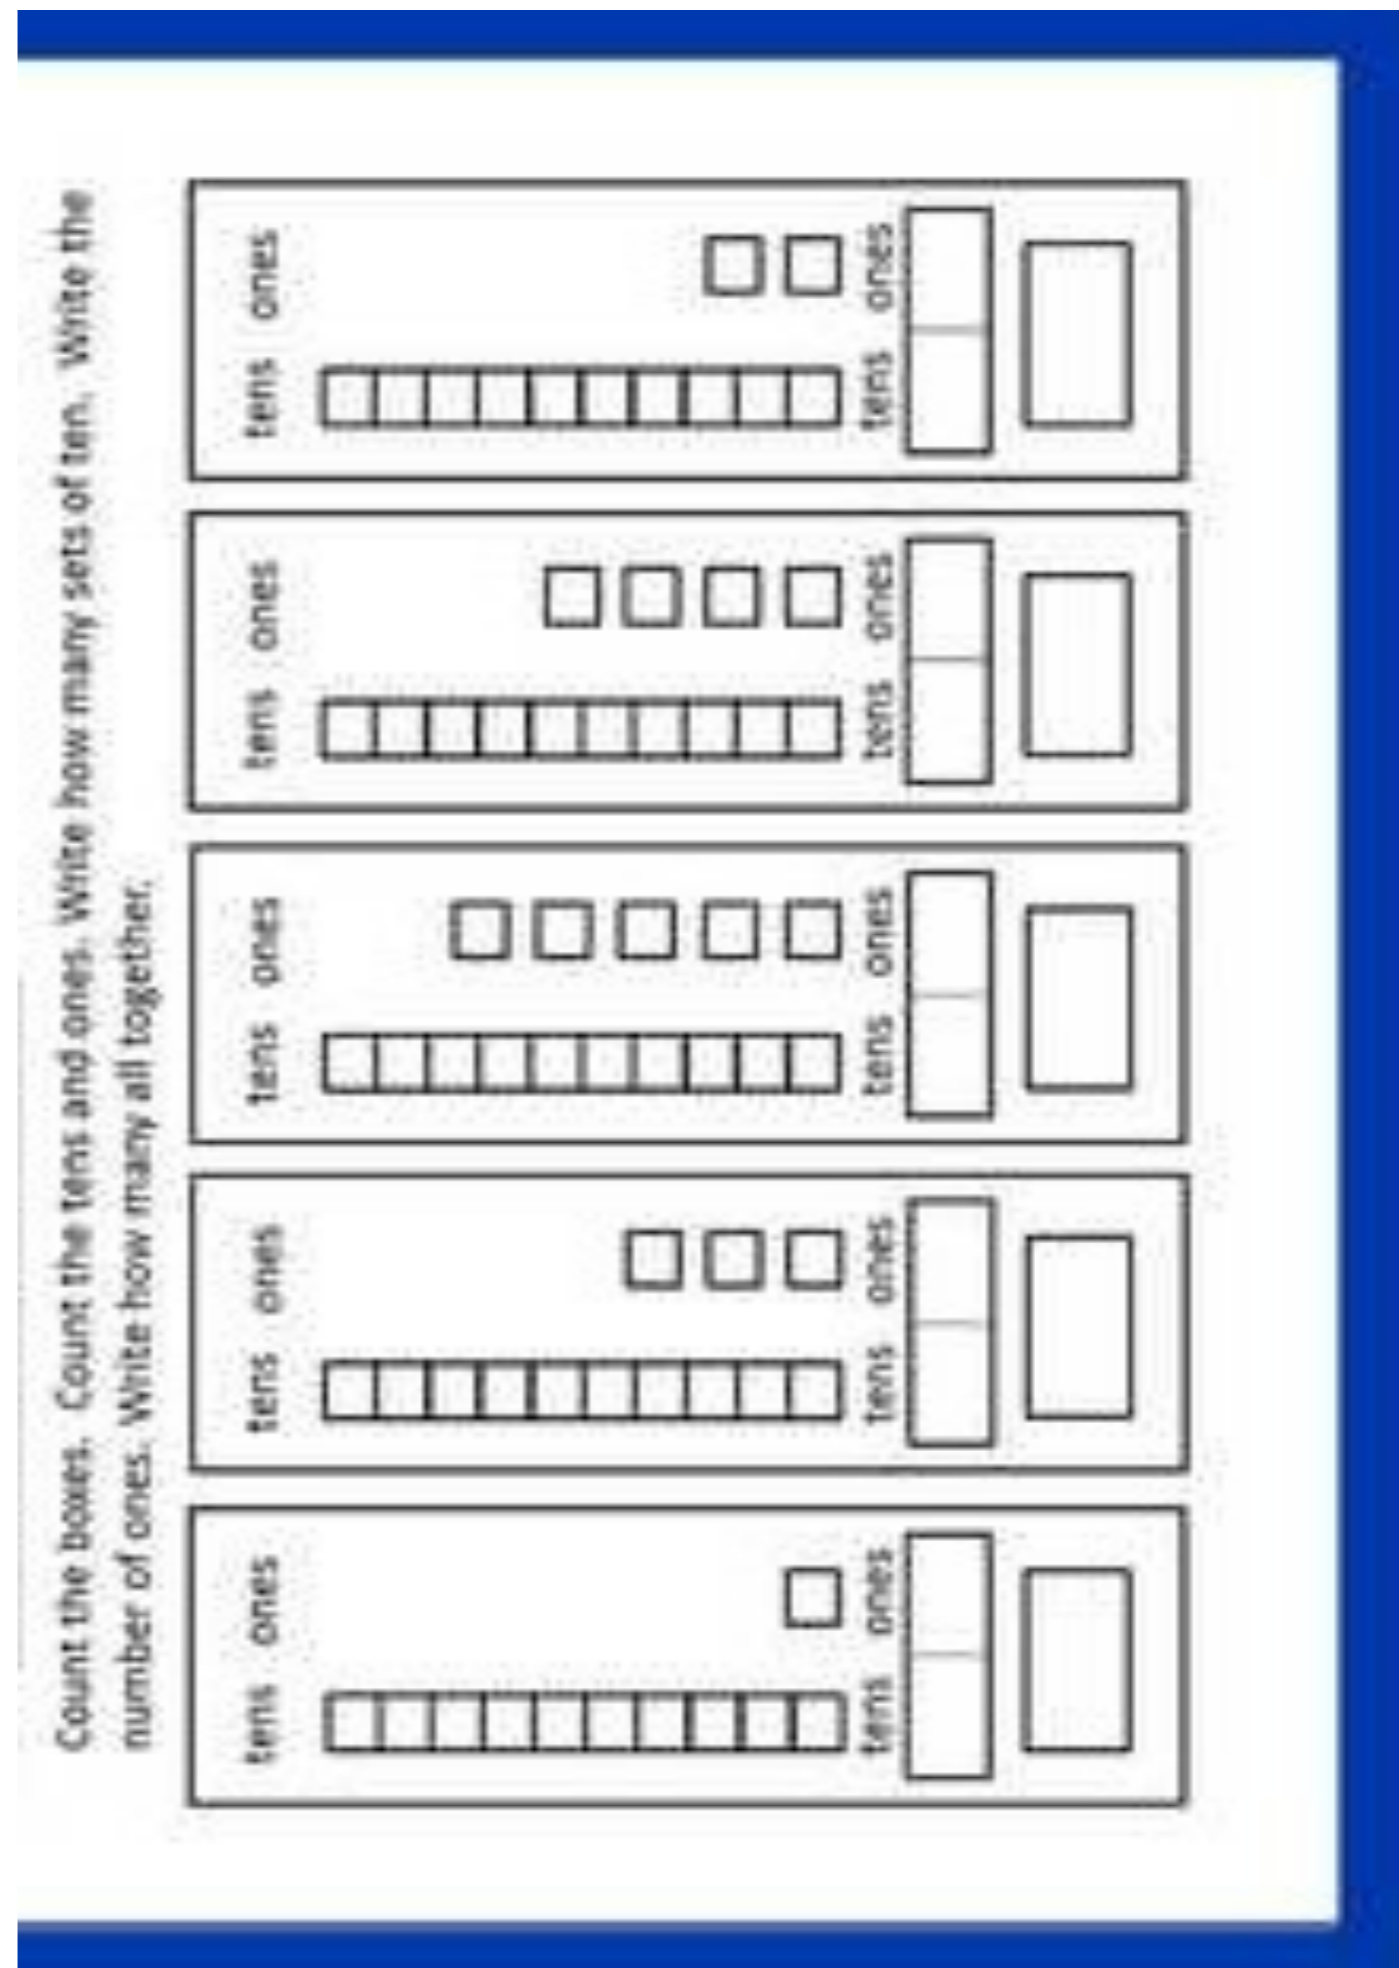 Count the boxes. Count the tens and ones. Write how many sets of ten. Write the
number of ones. Write how many all together.
tens ones tens ones tens ones tens ones tens ones
tens ones tens ones tens ones tens ones tens ones